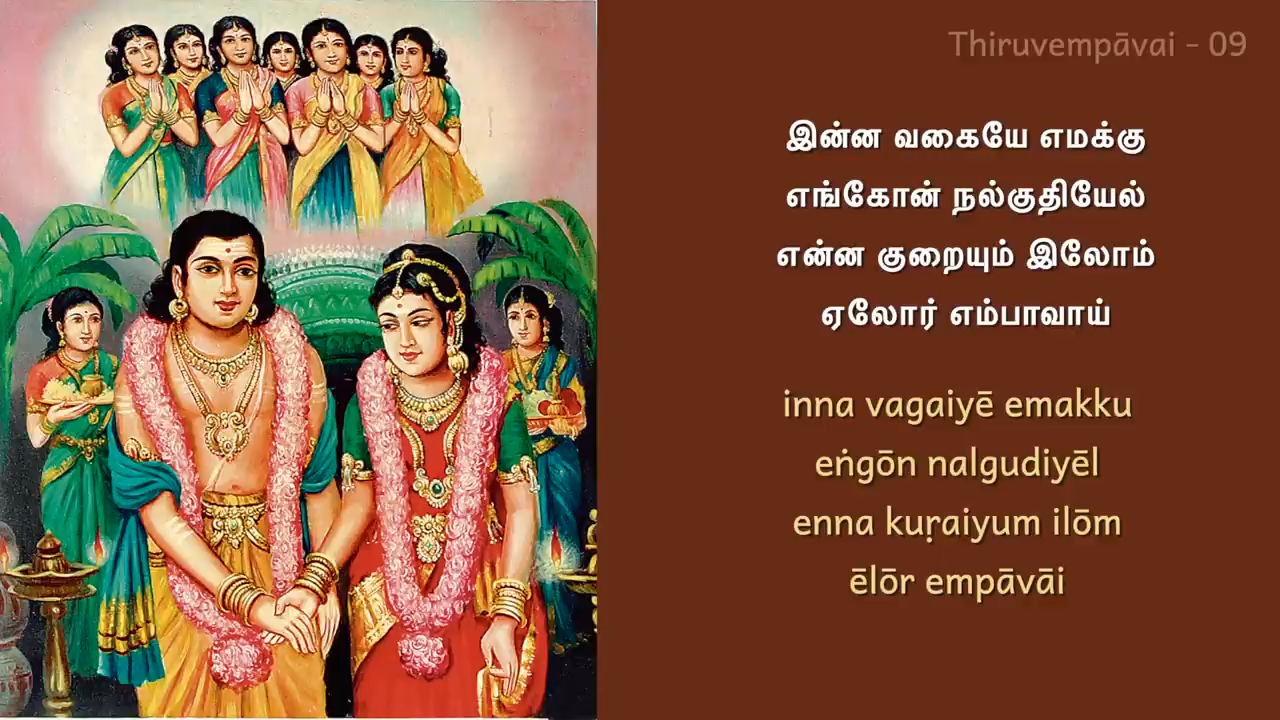 Thiruvempāvai - 09
இன்ன வகையே எமக்கு
எங்கோன் நல்குதியேல்
என்ன குறையும் இலோம்
ஏலோர் எம்பாவாய்
inna vagaiyē emakku
eṅgōn nalgudiyēl
enna kuṛaiyum ilōm
ēlōr empāvāi